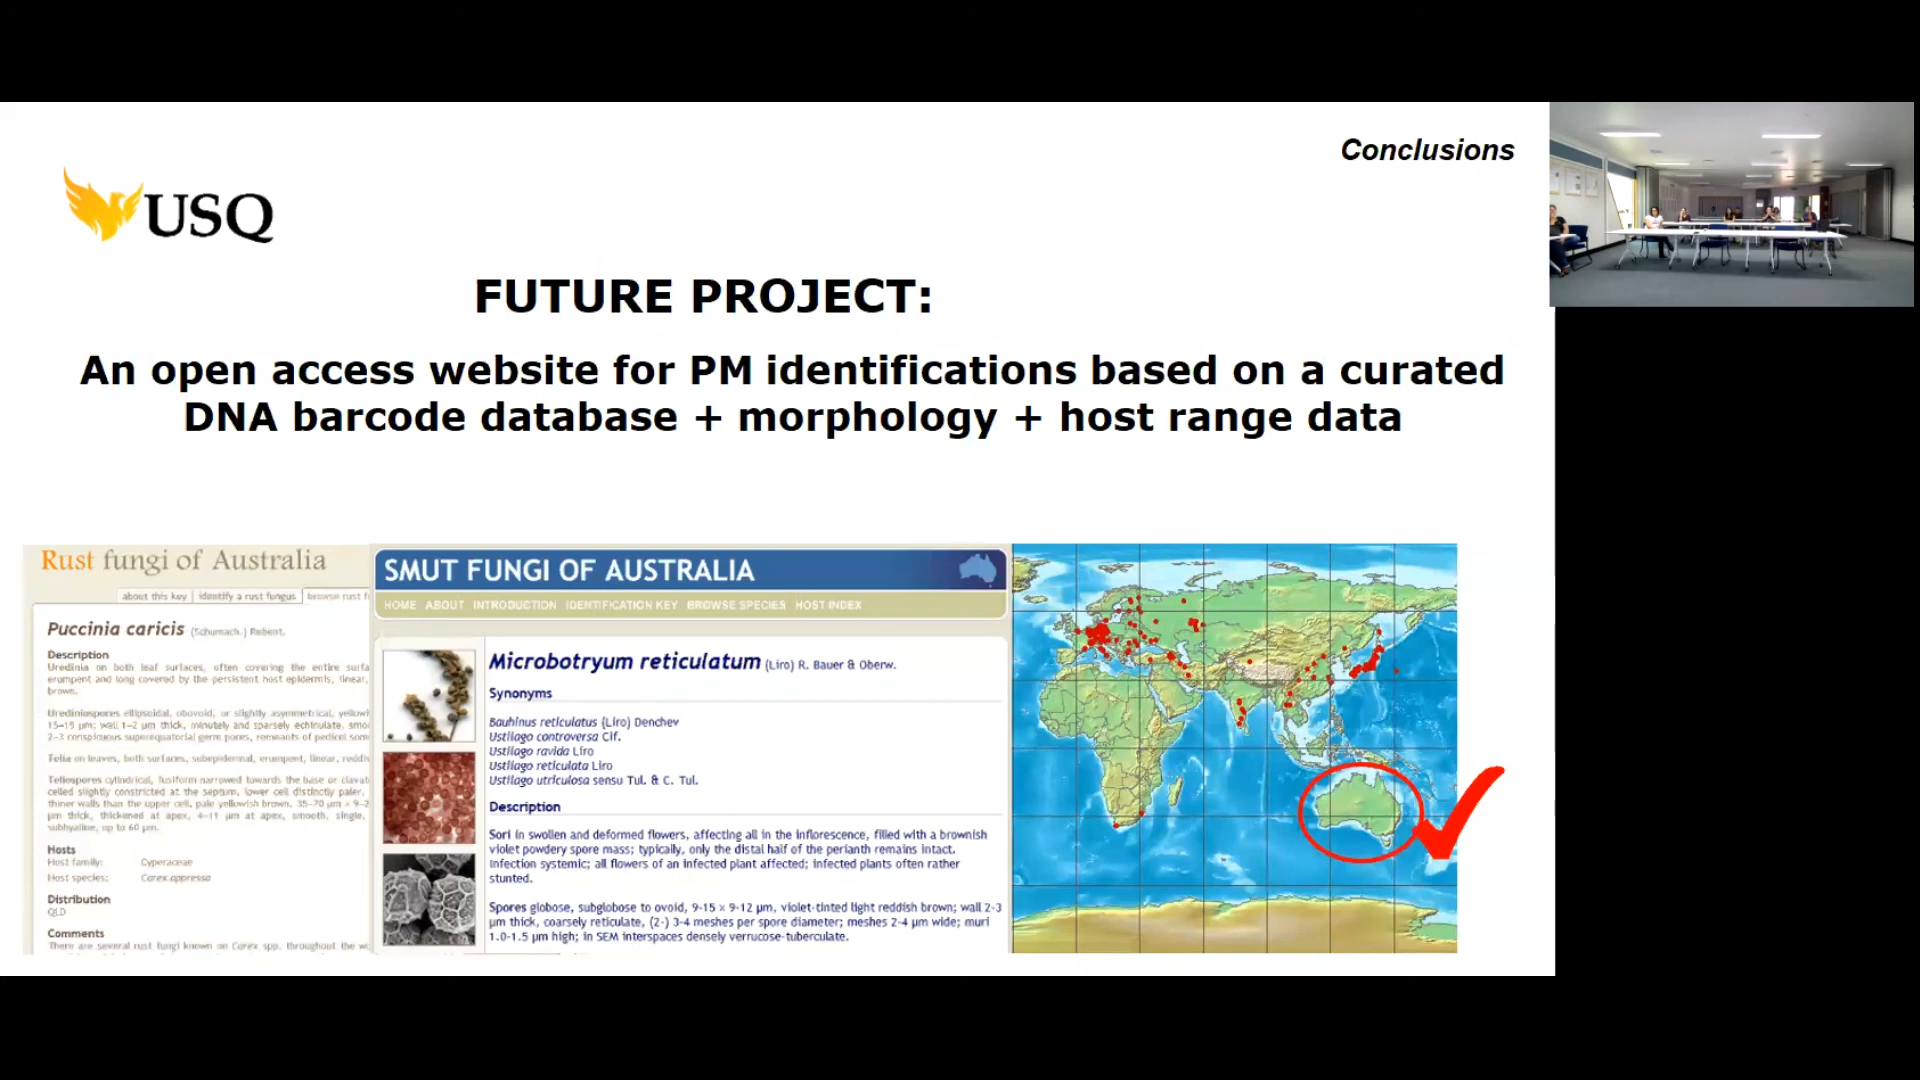 Conclusions
USQ
FUTURE PROJECT:
An open access website for PM identifications based on a curated
DNA barcode database + morphology + host range data
Rust fungi of Australia
about this key | identify a rust fungus | browse rust f
Puccinia caricis (Schumach.) Rebent.
Description
Uredinia on both leaf surfaces, often covering the entire surfa
erumpent and long covered by the persistent host epidermis, linear,
brown.
Urediniospores ellipsoidal, obovoid, or slightly asymmetrical, yellowi
15–19 µm; wall 1–2 µm thick, minutely and sparsely echinulate, smo
2–3 conspicuous superequatorial germ pores, remnants of pedicel som
Telia on leaves, both surfaces, subepidermal, erumpent, linear, reddis
Teliospores cylindrical, fusiform narrowed towards the base or clavat
celled slightly constricted at the septum, lower cell distinctly paler,
thiner walls than the upper cell, pale yellowish brown, 35–70 µm × 9–2
µm thick, thickened at apex, 4–11 µm at apex, smooth, single,
subhyaline, up to 60 µm.
Hosts
Host family: Cyperaceae
Host species: Carex appressa
Distribution
QLD
Comments
There are several rust fungi known on Carex spp. throughout the wo
SMUT FUNGI OF AUSTRALIA
HOME ABOUT INTRODUCTION IDENTIFICATION KEY BROWSE SPECIES HOST INDEX
Microbotryum reticulatum (Liro) R. Bauer & Oberw.
Synonyms
Bauhinus reticulatus (Liro) Denchev
Ustilago controversa Cif.
Ustilago ravida Liro
Ustilago reticulata Liro
Ustilago utriculosa sensu Tul. & C. Tul.
Description
Sori in swollen and deformed flowers, affecting all in the inflorescence, filled with a brownish
violet powdery spore mass; typically, only the distal half of the perianth remains intact.
Infection systemic; all flowers of an infected plant affected; infected plants often rather
stunted.
Spores globose, subglobose to ovoid, 9-15 x 9-12 µm, violet-tinted light reddish brown; wall 2-3
µm thick, coarsely reticulate, (2-) 3-4 meshes per spore diameter; meshes 2-4 µm wide; muri
1.0-1.5 µm high; in SEM interspaces densely verrucose-tuberculate.